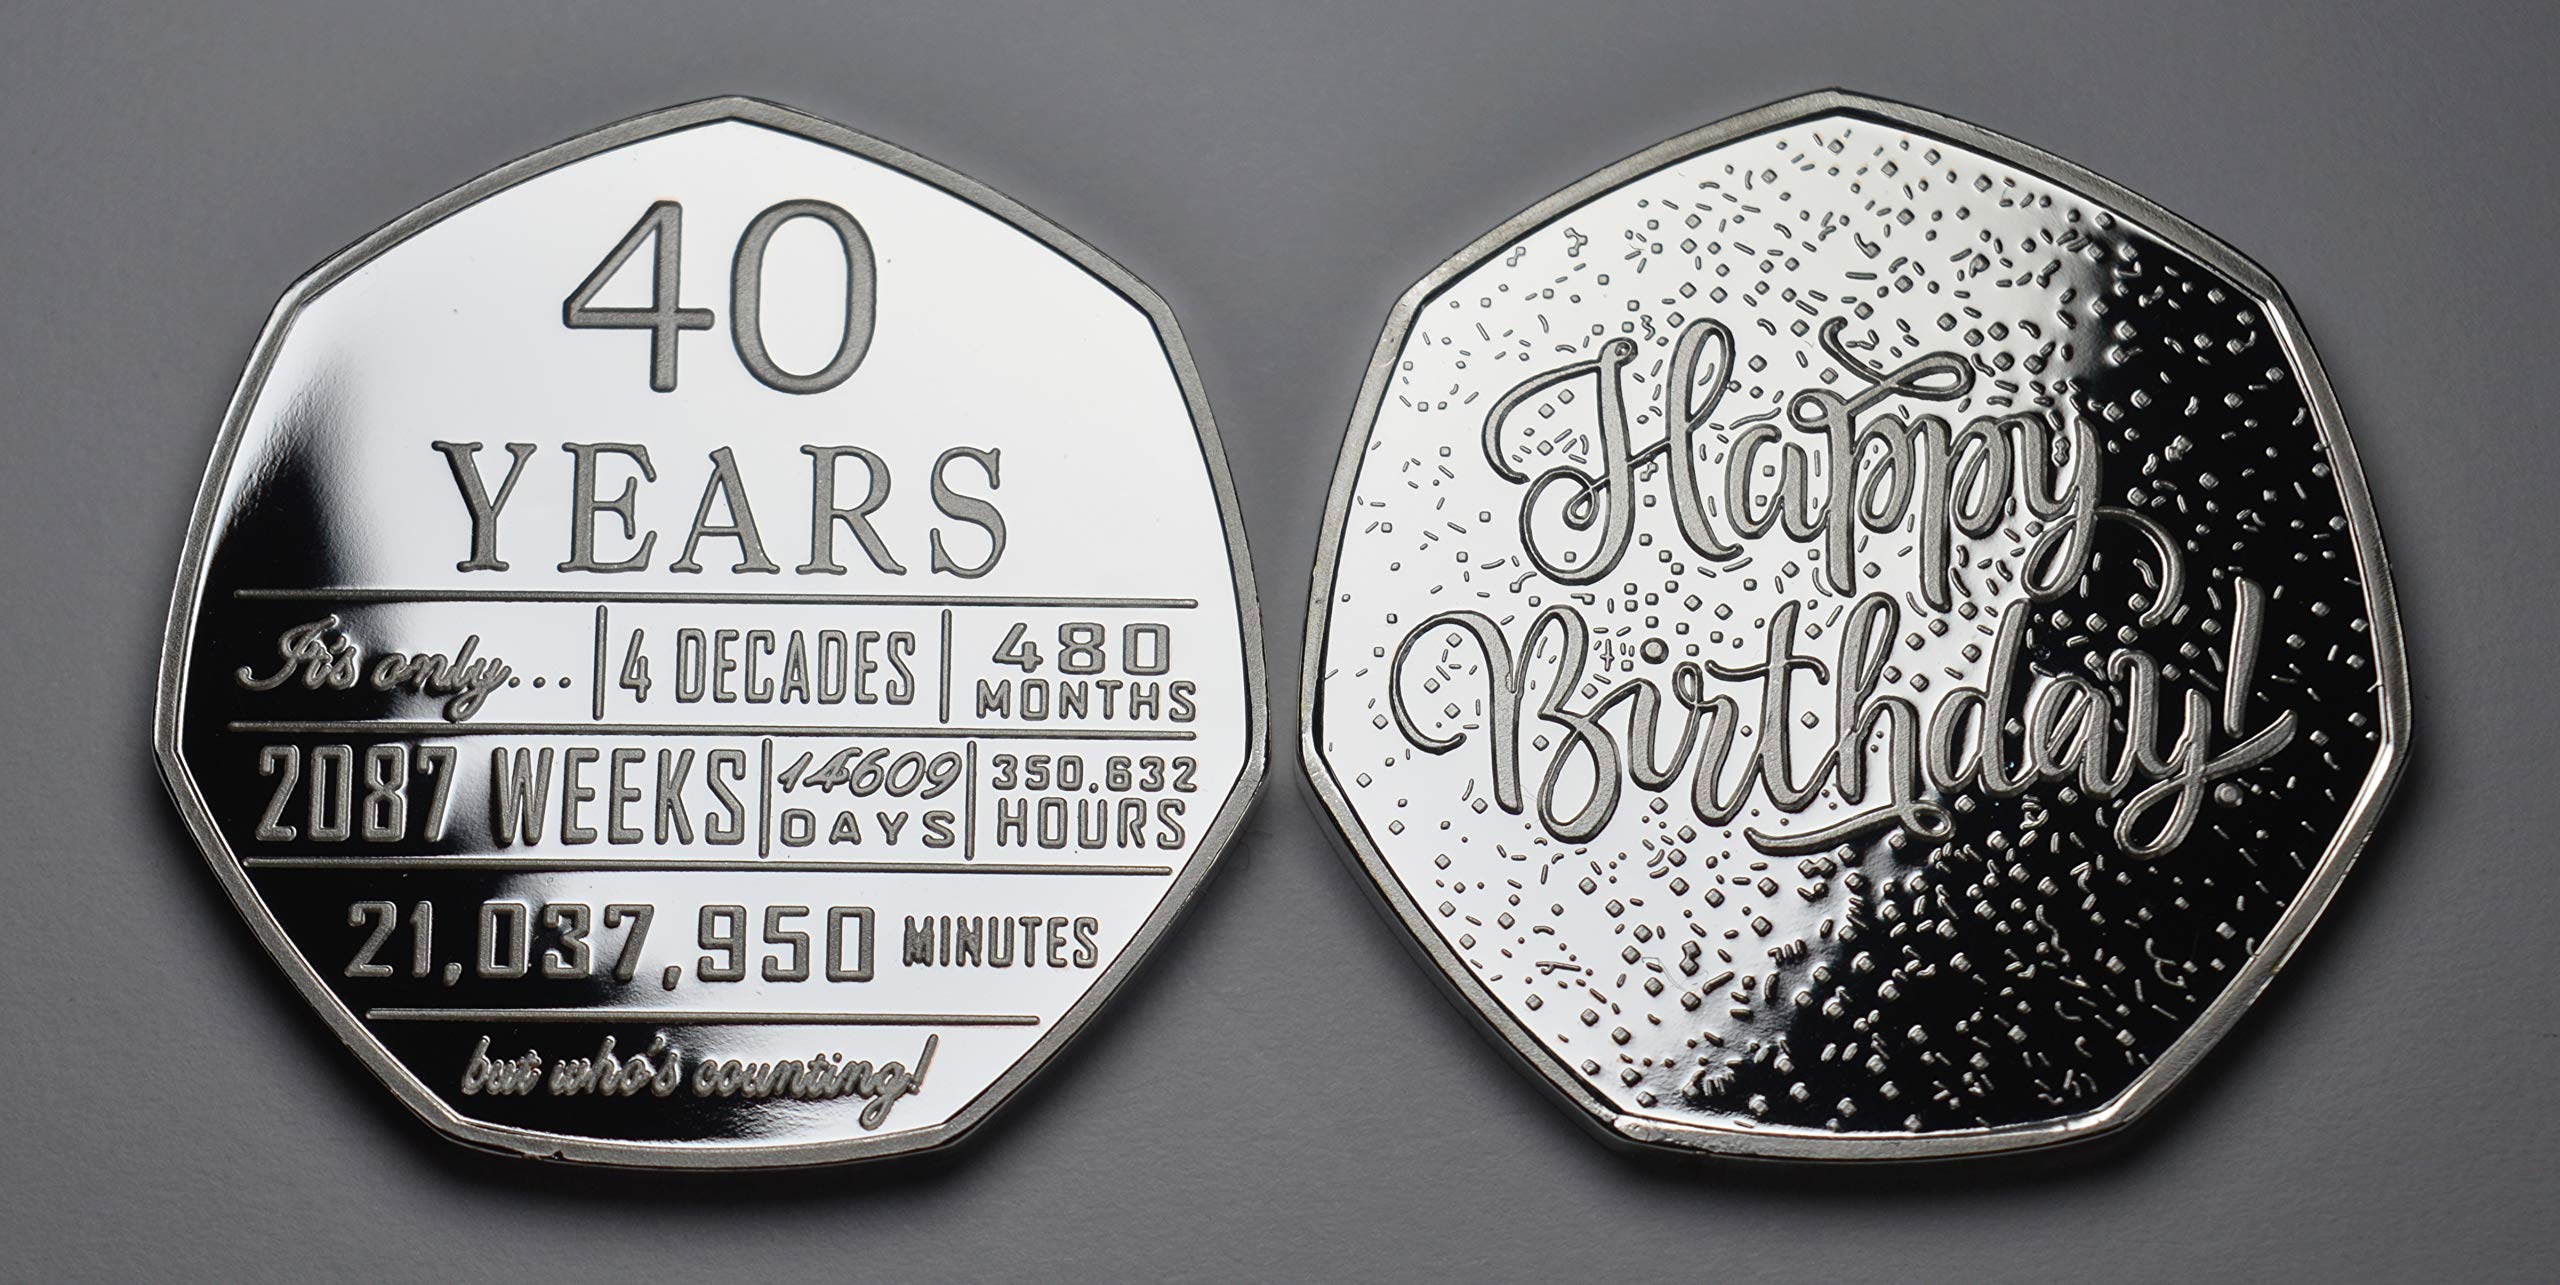 40
YEARS
It's only... 4 DECADES 480 MONTHS
2087 WEEKS 14609 DAYS 350.632 HOURS
21,037,950 MINUTES
but who's counting!
Happy
Birthday!